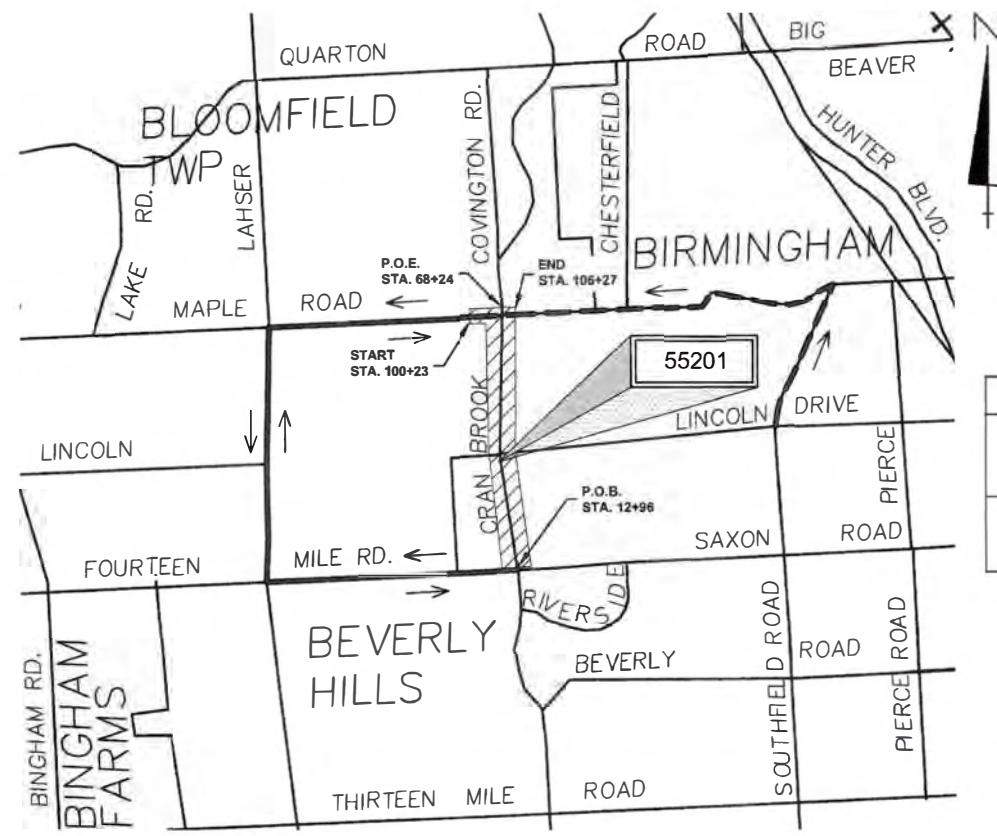 N
QUARTON
ROAD
BIG
BEAVER
BLOOMFIELD
TWP
HUNTER
BLVD.
COVINGTON RD.
CHESTERFIELD
LAHSER
LAKE
RD.
BIRMINGHAM
P.O.E.
STA. 68+24
END
STA. 106+27
MAPLE
ROAD
START
STA. 100+23
55201
CRAN
BROOK
LINCOLN
DRIVE
LINCOLN
PIERCE
P.O.B.
STA. 12+96
SAXON
ROAD
FOURTEEN
MILE RD.
RIVERSIDE
BEVERLY
HILLS
BEVERLY
ROAD
SOUTHFIELD ROAD
PIERCE ROAD
BINGHAM RD.
BINGHAM
FARMS
THIRTEEN
MILE
ROAD